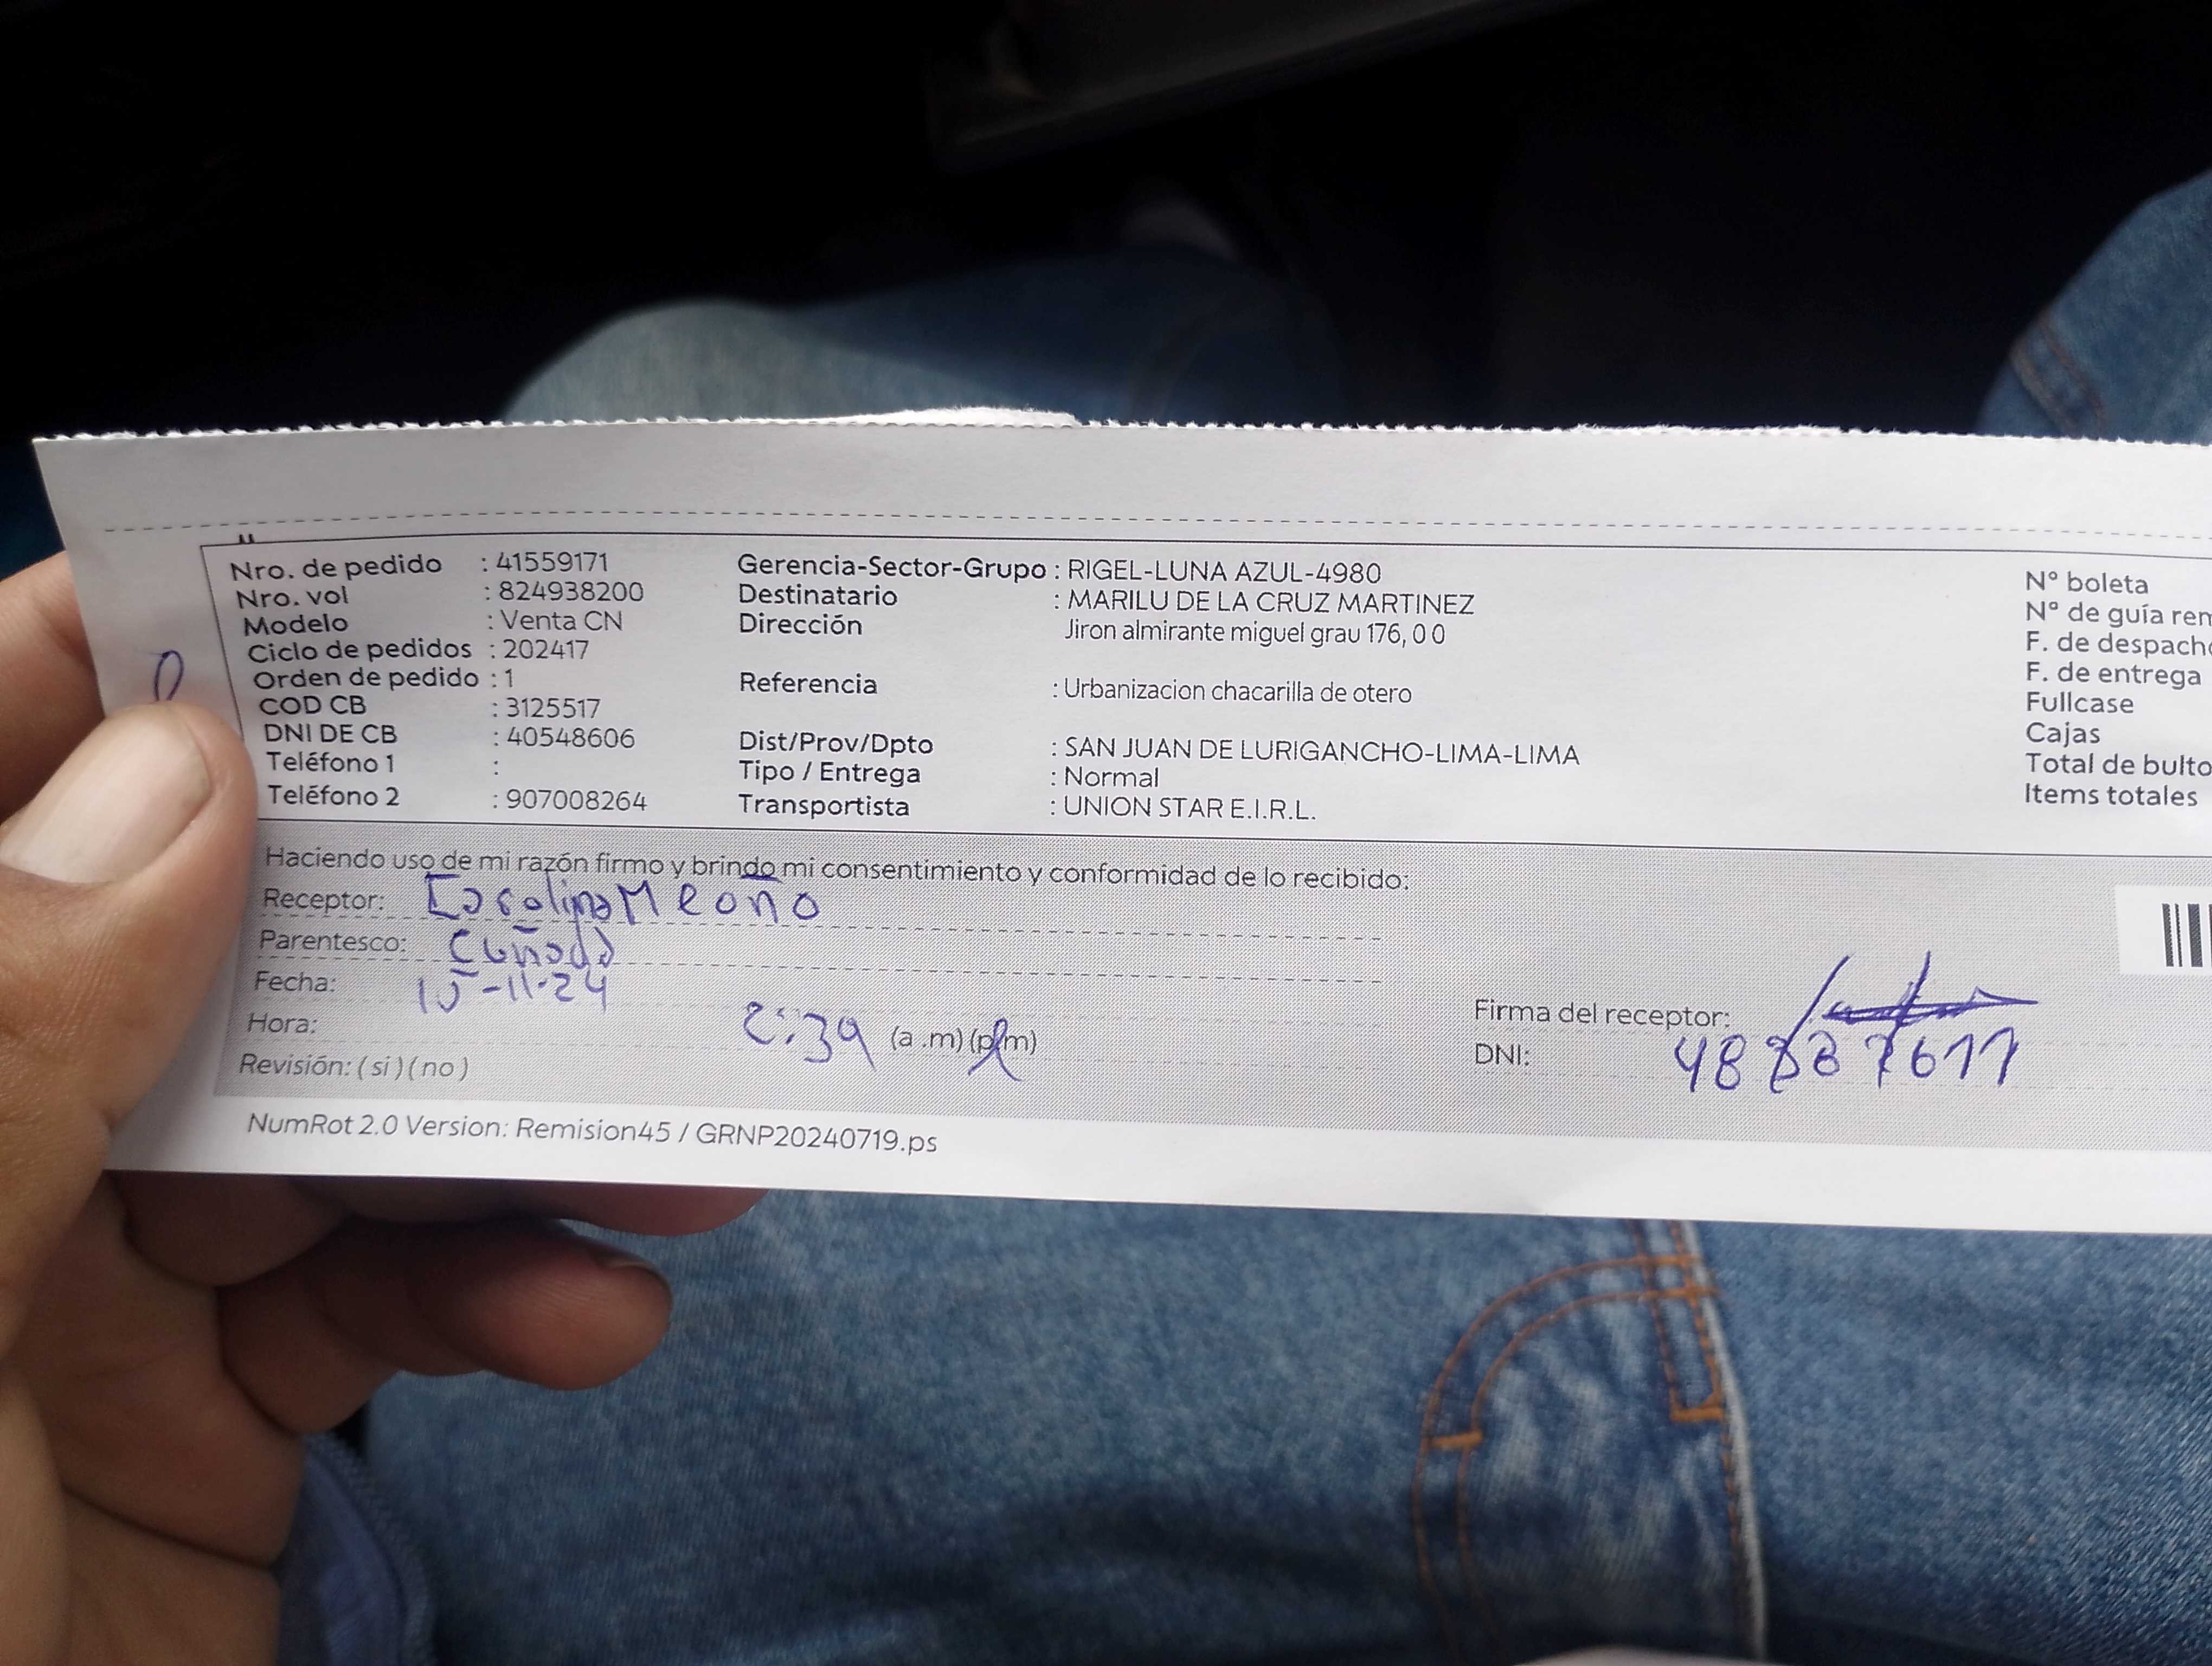 Nro. de pedido : 41559171
Nro. vol : 824938200
Modelo : Venta CN
Ciclo de pedidos : 202417
Orden de pedido : 1
COD CB : 3125517
DNI DE CB : 40548606
Teléfono 1 :
Teléfono 2 : 907008264
Gerencia-Sector-Grupo : RIGEL-LUNA AZUL-4980
Destinatario : MARILU DE LA CRUZ MARTINEZ
Dirección Jiron almirante miguel grau 176, 0 0
Referencia : Urbanizacion chacarilla de otero
Dist/Prov/Dpto : SAN JUAN DE LURIGANCHO-LIMA-LIMA
Tipo / Entrega : Normal
Transportista : UNION STAR E.I.R.L.
N° boleta
N° de guía rem
F. de despacho
F. de entrega
Fullcase
Cajas
Total de bulto
Items totales
Haciendo uso de mi razón firmo y brindo mi consentimiento y conformidad de lo recibido:
Receptor: Meoño
Parentesco: Cuñada
Fecha: 15-11-24
Hora: 2:39 (a .m) (p.m)
Revisión: ( si ) ( no )
Firma del receptor:
DNI:
NumRot 2.0 Version: Remision45 / GRNP20240719.ps